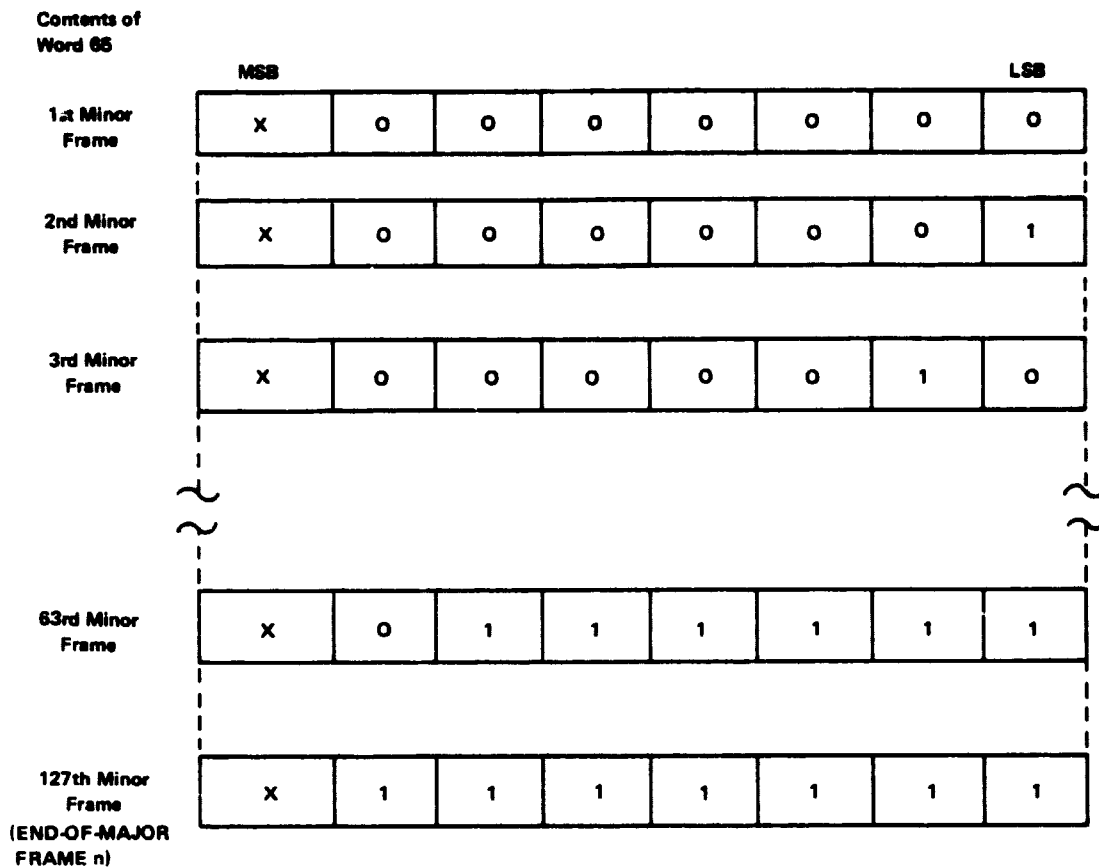 Contents of
Word 65
MSB LSB
1st Minor
Frame
X 0 0 0 0 0 0 0
2nd Minor
Frame
X 0 0 0 0 0 0 1
3rd Minor
Frame
X 0 0 0 0 0 1 0
63rd Minor
Frame
X 0 1 1 1 1 1 1
127th Minor
Frame
(END-OF-MAJOR
FRAME n)
X 1 1 1 1 1 1 1